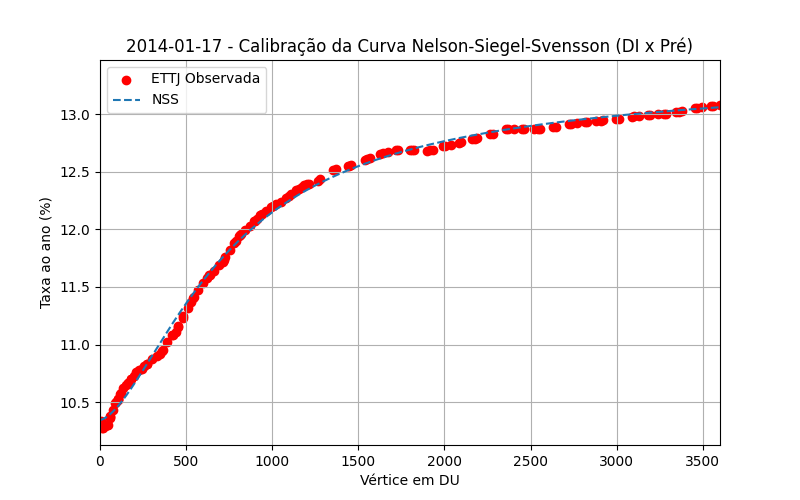 2014-01-17 - Calibração da Curva Nelson-Siegel-Svensson (DI x Pré)
ETTJ Observada
NSS
Taxa ao ano (%)
13.0
12.5
12.0
11.5
11.0
10.5
0 500 1000 1500 2000 2500 3000 3500
Vértice em DU